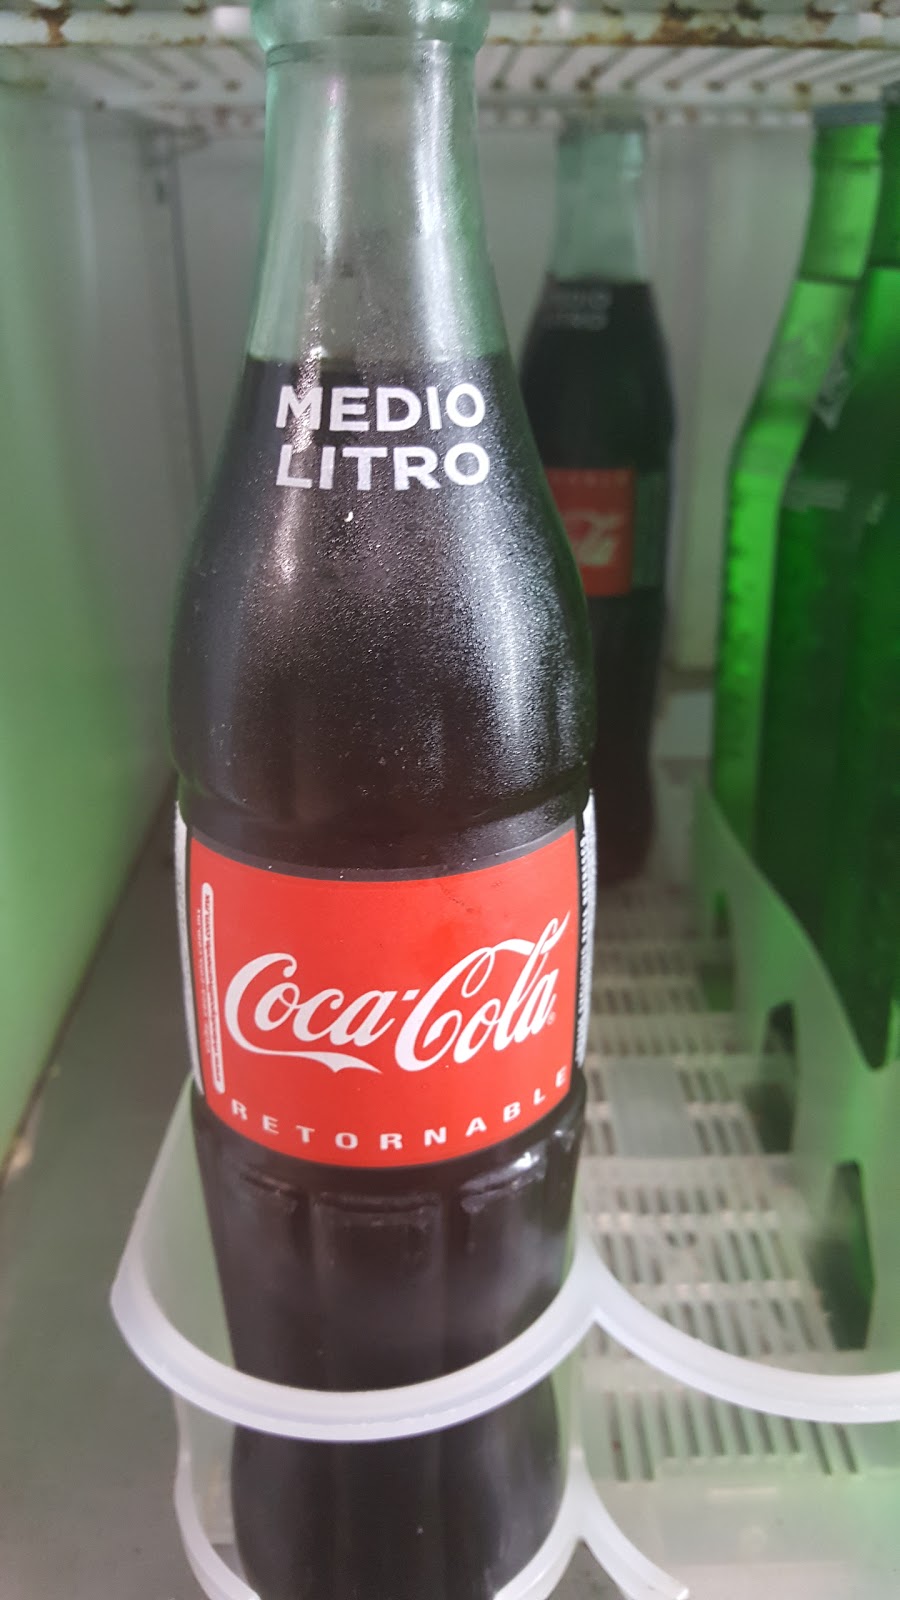 MEDIO
LITRO
Coca-Cola
RETORNABLE